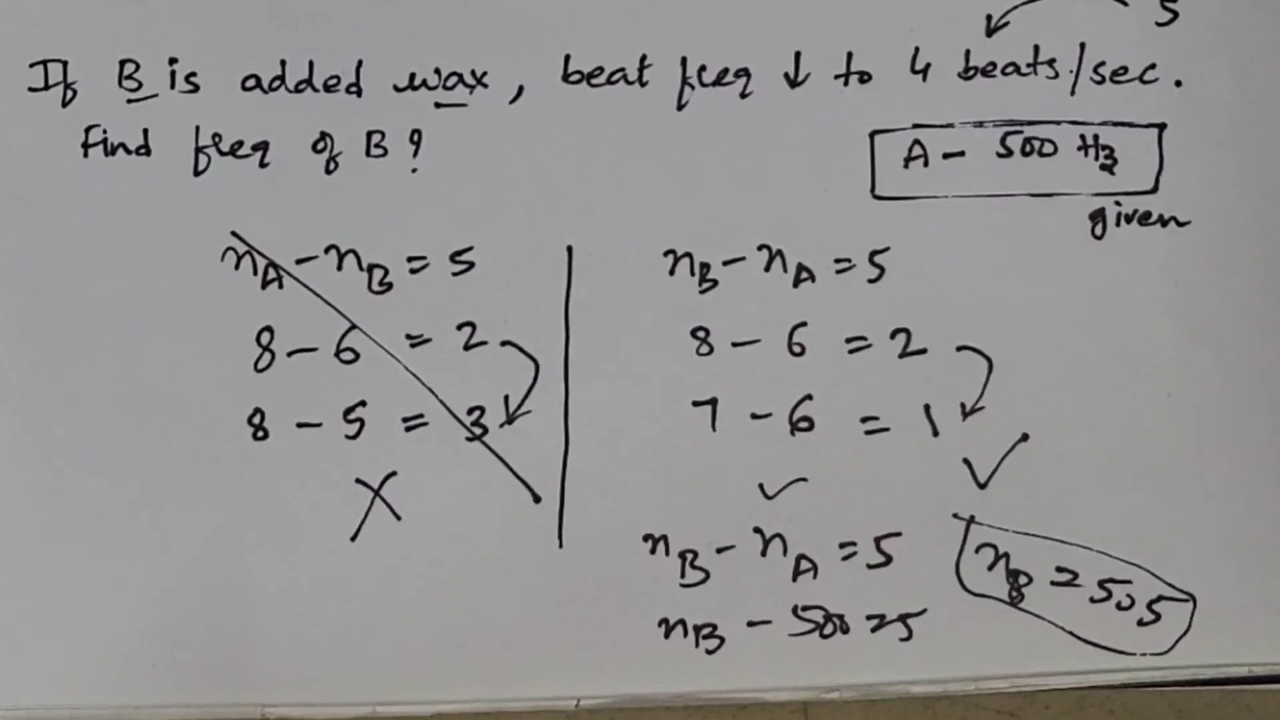 5
If B is added wax, beat freq ↓ to 4 beats/sec.
Find freq of B?
A - 500 Hz
given
nA - nB = 5
8 - 6 = 2
8 - 5 = 3
X
nB - nA = 5
8 - 6 = 2
7 - 6 = 1
✓
✓
nB - nA = 5
nB - 500 = 5
nB = 505